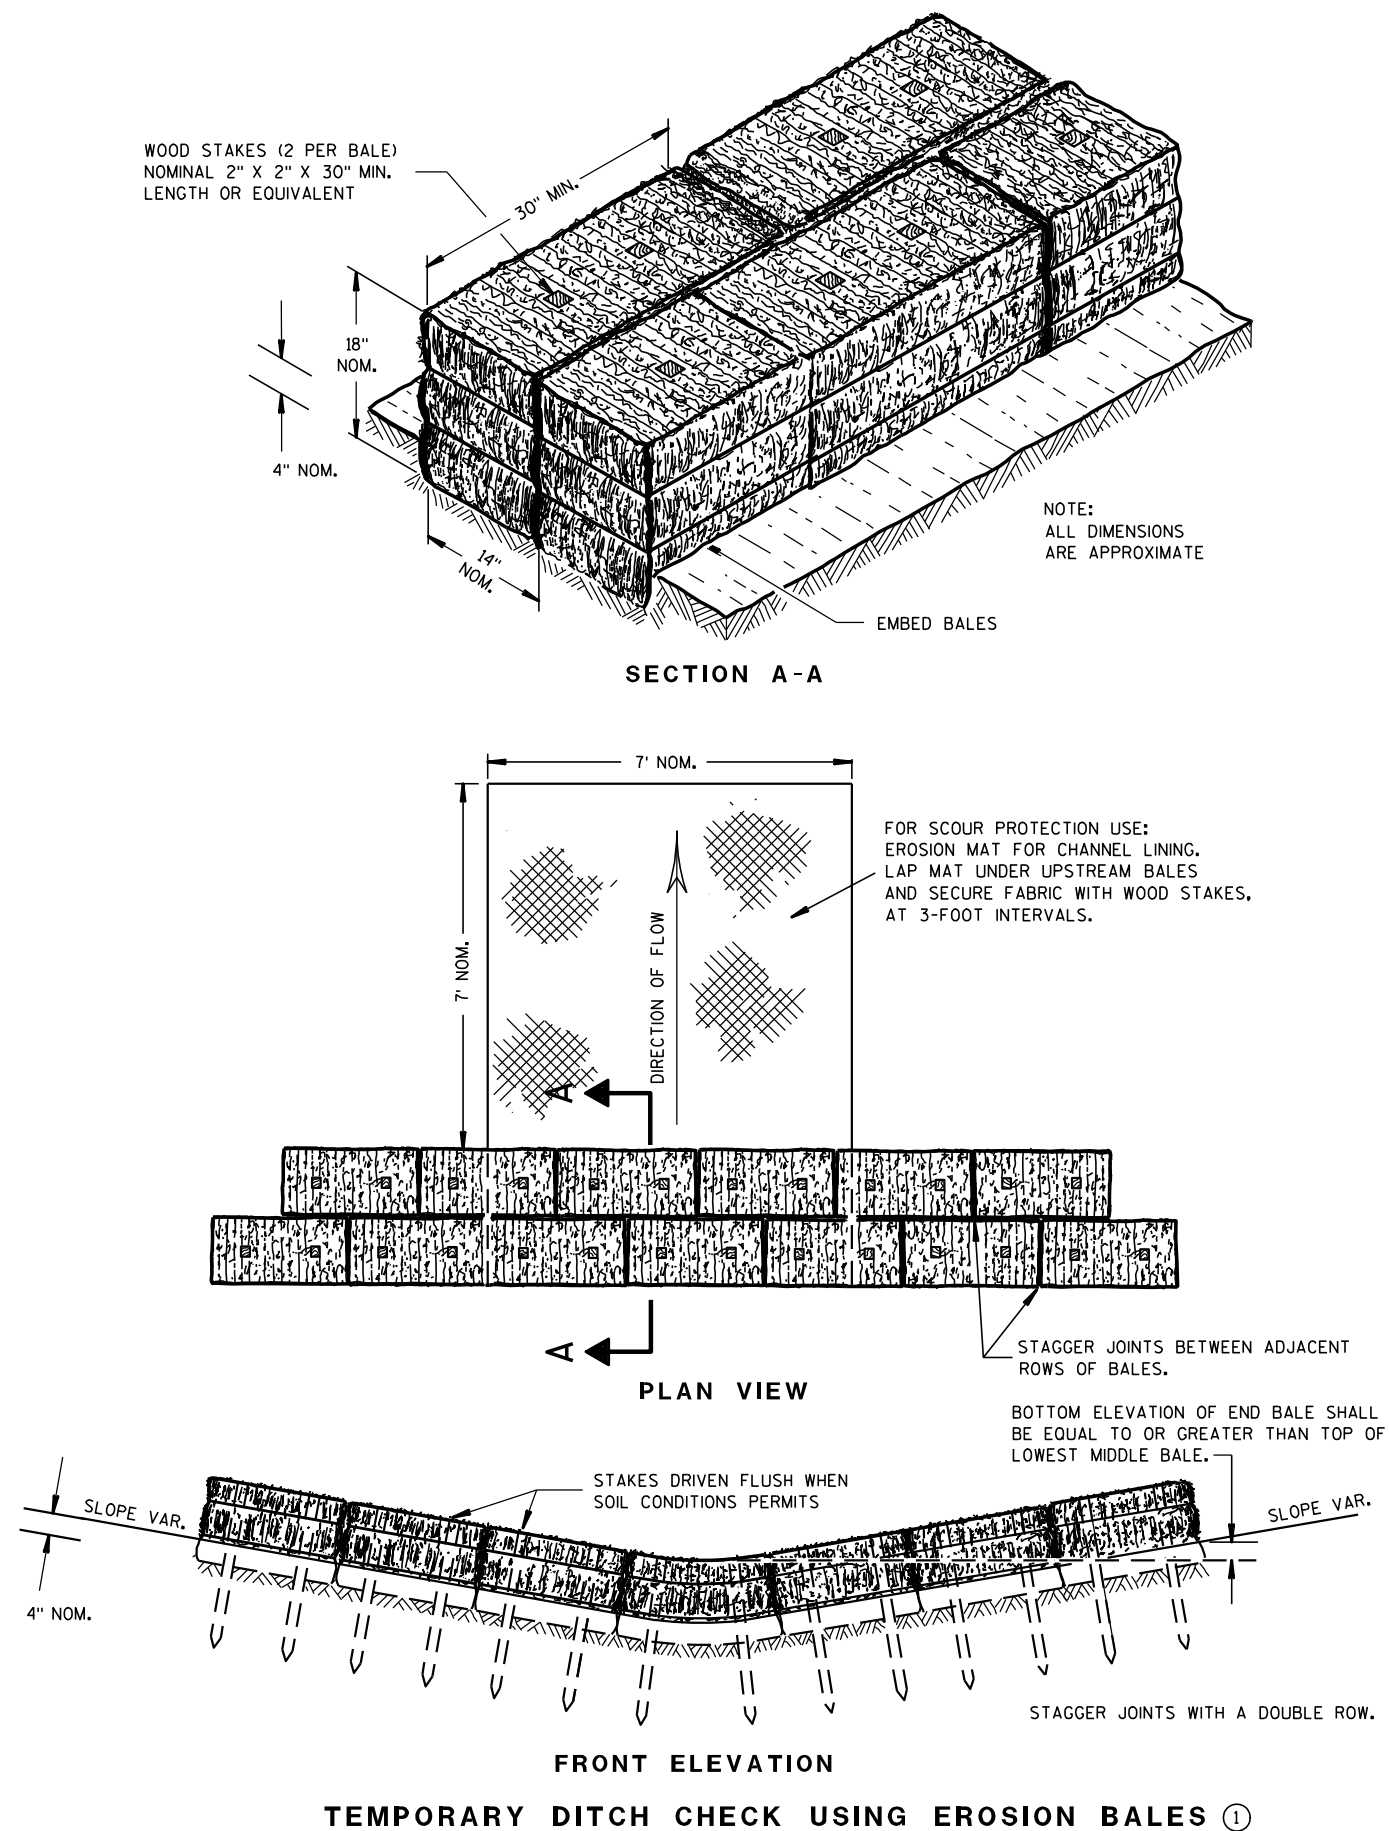 WOOD STAKES (2 PER BALE)
NOMINAL 2" X 2" X 30" MIN.
LENGTH OR EQUIVALENT
30" MIN.
18"
NOM.
4" NOM.
14"
NOM.
NOTE:
ALL DIMENSIONS
ARE APPROXIMATE
EMBED BALES
SECTION A-A
7' NOM.
7' NOM.
DIRECTION OF FLOW
FOR SCOUR PROTECTION USE:
EROSION MAT FOR CHANNEL LINING.
LAP MAT UNDER UPSTREAM BALES
AND SECURE FABRIC WITH WOOD STAKES,
AT 3-FOOT INTERVALS.
A
A
STAGGER JOINTS BETWEEN ADJACENT
ROWS OF BALES.
PLAN VIEW
BOTTOM ELEVATION OF END BALE SHALL
BE EQUAL TO OR GREATER THAN TOP OF
LOWEST MIDDLE BALE.
STAKES DRIVEN FLUSH WHEN
SOIL CONDITIONS PERMITS
SLOPE VAR.
SLOPE VAR.
4" NOM.
STAGGER JOINTS WITH A DOUBLE ROW.
FRONT ELEVATION
TEMPORARY DITCH CHECK USING EROSION BALES ①